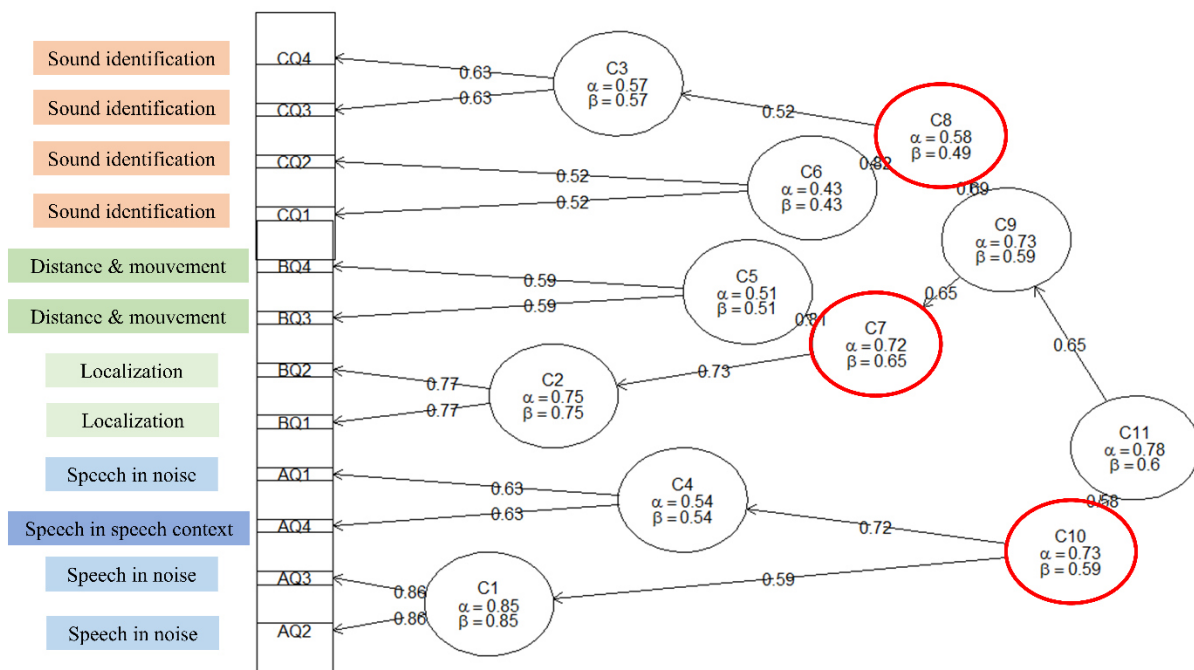 Sound identification
Sound identification
Sound identification
Sound identification
Distance & mouvement
Distance & mouvement
Localization
Localization
Speech in noise
Speech in speech context
Speech in noise
Speech in noise
CQ4
CQ3
CQ2
CQ1
BQ4
BQ3
BQ2
BQ1
AQ1
AQ4
AQ3
AQ2
0.63
0.63
0.52
0.52
0.59
0.59
0.77
0.77
0.63
0.63
0.86
0.86
C3
α = 0.57
β = 0.57
C6
α = 0.43
β = 0.43
C5
α = 0.51
β = 0.51
C2
α = 0.75
β = 0.75
C4
α = 0.54
β = 0.54
C1
α = 0.85
β = 0.85
0.52
0.82
0.81
0.73
0.72
0.59
C8
α = 0.58
β = 0.49
C7
α = 0.72
β = 0.65
C10
α = 0.73
β = 0.59
0.69
0.65
0.58
C9
α = 0.73
β = 0.59
0.65
C11
α = 0.78
β = 0.6